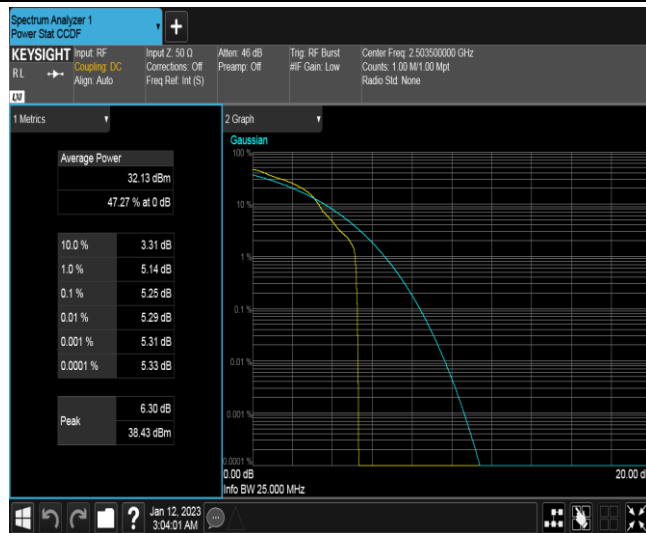 Spectrum Analyzer 1
Power Stat CCDF
+
KEYSIGHT
RL
Input: RF
Coupling: DC
Align: Auto
Input Z: 50 Ω
Corrections: Off
Freq Ref: Int (S)
Atten: 46 dB
Preamp: Off
Trig: RF Burst
#IF Gain: Low
Center Freq: 2.503500000 GHz
Counts: 1.00 M/1.00 Mpt
Radio Std: None
1 Metrics
Average Power
32.13 dBm
47.27 % at 0 dB
10.0 % 3.31 dB
1.0 % 5.14 dB
0.1 % 5.25 dB
0.01 % 5.29 dB
0.001 % 5.31 dB
0.0001 % 5.33 dB
Peak
6.30 dB
38.43 dBm
2 Graph
Gaussian
100 %
10 %
1 %
0.1 %
0.01 %
0.001 %
0.0001 %
0.00 dB
20.00 d
Info BW 25.000 MHz
?
Jan 12, 2023
3:04:01 AM